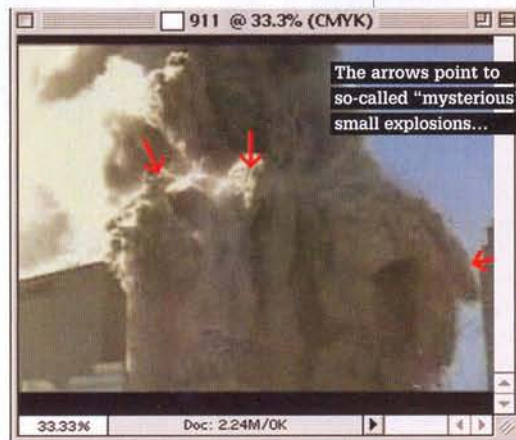 911 @ 33.3% (CMYK)
The arrows point to
so-called “mysterious
small explosions...
33.33%
Doc: 2.24M/0K